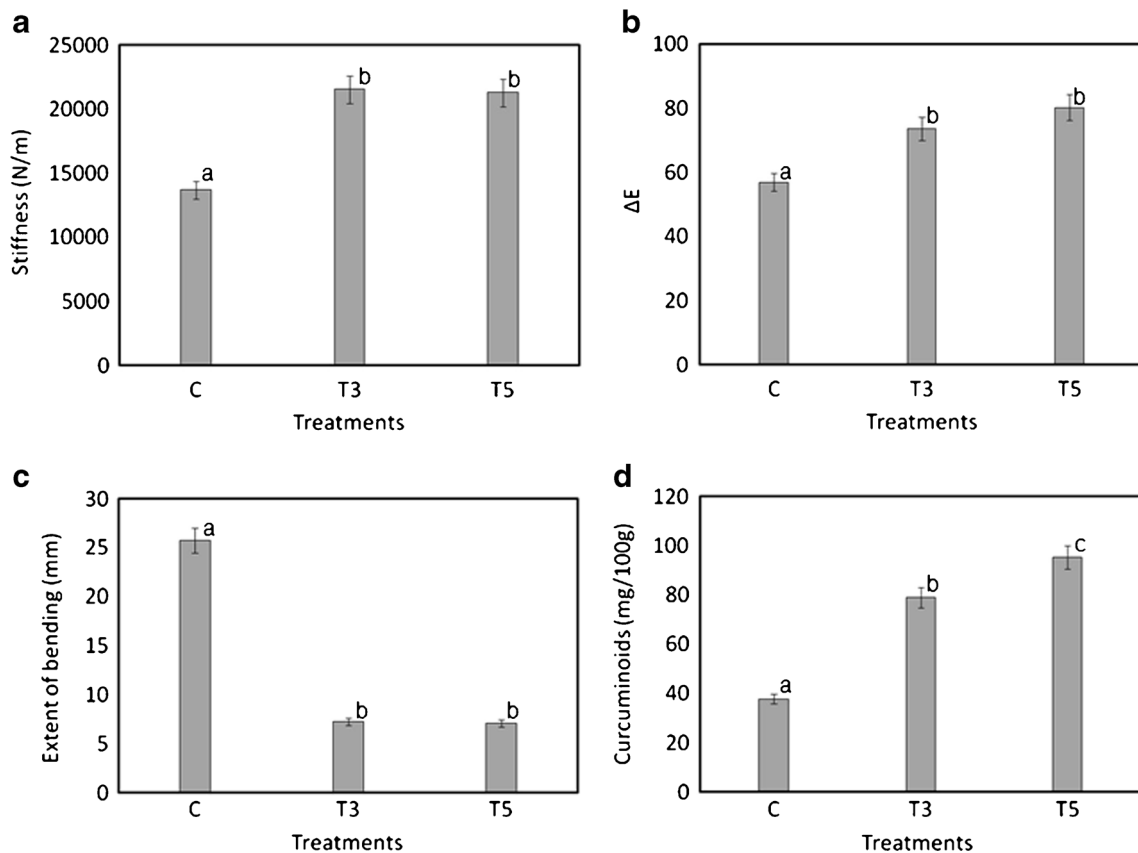 a
Stiffness (N/m)
25000
20000
15000
10000
5000
0
a
b
b
C T3 T5
Treatments
b
ΔE
100
80
60
40
20
0
a
b
b
C T3 T5
Treatments
c
Extent of bending (mm)
30
25
20
15
10
5
0
a
b
b
C T3 T5
Treatments
d
Curcuminoids (mg/100g)
120
100
80
60
40
20
0
a
b
c
C T3 T5
Treatments